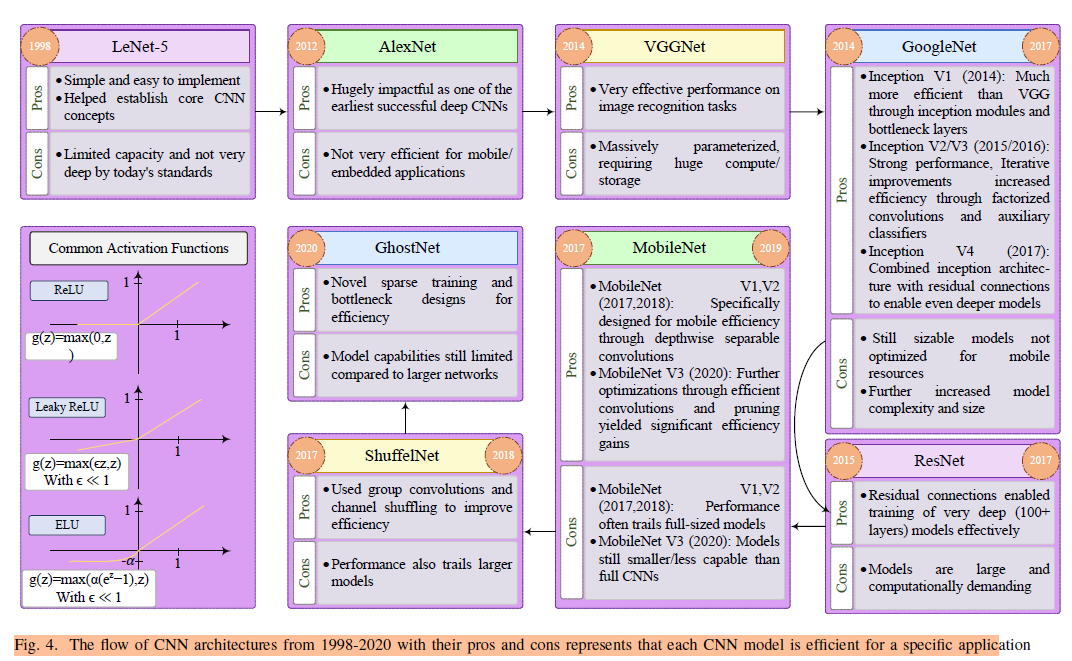 1998
LeNet-5
Pros
•Simple and easy to implement
•Helped establish core CNN
concepts
Cons
•Limited capacity and not very
deep by today's standards
2012
AlexNet
Pros
•Hugely impactful as one of the
earliest successful deep CNNs
Cons
•Not very efficient for mobile/
embedded applications
2014
VGGNet
Pros
•Very effective performance on
image recognition tasks
Cons
•Massively parameterized,
requiring huge compute/
storage
2014
GoogleNet
2017
Pros
•Inception V1 (2014): Much
more efficient than VGG
through inception modules and
bottleneck layers
•Inception V2/V3 (2015/2016):
Strong performance, Iterative
improvements increased
efficiency through factorized
convolutions and auxiliary
classifiers
•Inception V4 (2017):
Combined inception architec-
ture with residual connections
to enable even deeper models
Cons
• Still sizable models not
optimized for mobile
resources
•Further increased model
complexity and size
2015
ResNet
2017
Pros
•Residual connections enabled
training of very deep (100+
layers) models effectively
Cons
•Models are large and
computationally demanding
2017
MobileNet
2019
Pros
•MobileNet V1,V2
(2017,2018): Specifically
designed for mobile efficiency
through depthwise separable
convolutions
•MobileNet V3 (2020): Further
optimizations through efficient
convolutions and pruning
yielded significant efficiency
gains
Cons
•MobileNet V1,V2
(2017,2018): Performance
often trails full-sized models
•MobileNet V3 (2020): Models
still smaller/less capable than
full CNNs
2017
ShuffelNet
2018
Pros
•Used group convolutions and
channel shuffling to improve
efficiency
Cons
•Performance also trails larger
models
2020
GhostNet
Pros
•Novel sparse training and
bottleneck designs for
efficiency
Cons
•Model capabilities still limited
compared to larger networks
Common Activation Functions
ReLU
1
1
g(z)=max(0,z
)
Leaky ReLU
1
1
g(z)=max(ϵz,z)
With ϵ ≪ 1
ELU
1
1
-α
g(z)=max(α(eᶻ−1),z)
With ϵ ≪ 1
Fig. 4. The flow of CNN architectures from 1998-2020 with their pros and cons represents that each CNN model is efficient for a specific application